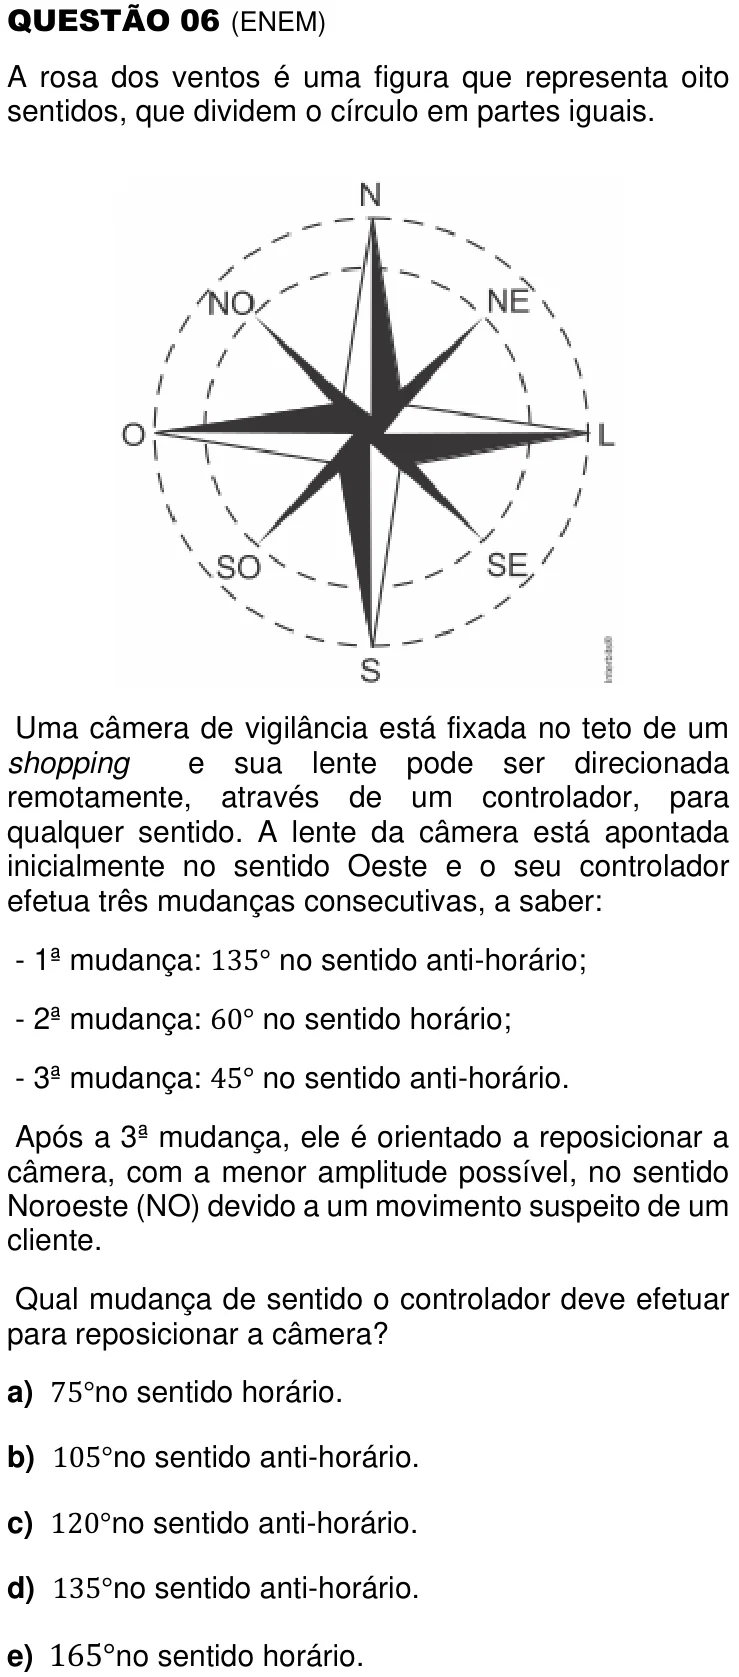 QUESTÃO 06 (ENEM)
A rosa dos ventos é uma figura que representa oito
sentidos, que dividem o círculo em partes iguais.
N
NO
NE
O
L
SO
SE
S
Interbits®
Uma câmera de vigilância está fixada no teto de um
shopping e sua lente pode ser direcionada
remotamente, através de um controlador, para
qualquer sentido. A lente da câmera está apontada
inicialmente no sentido Oeste e o seu controlador
efetua três mudanças consecutivas, a saber:
- 1ª mudança: 135° no sentido anti-horário;
- 2ª mudança: 60° no sentido horário;
- 3ª mudança: 45° no sentido anti-horário.
Após a 3ª mudança, ele é orientado a reposicionar a
câmera, com a menor amplitude possível, no sentido
Noroeste (NO) devido a um movimento suspeito de um
cliente.
Qual mudança de sentido o controlador deve efetuar
para reposicionar a câmera?
a) 75°no sentido horário.
b) 105°no sentido anti-horário.
c) 120°no sentido anti-horário.
d) 135°no sentido anti-horário.
e) 165°no sentido horário.